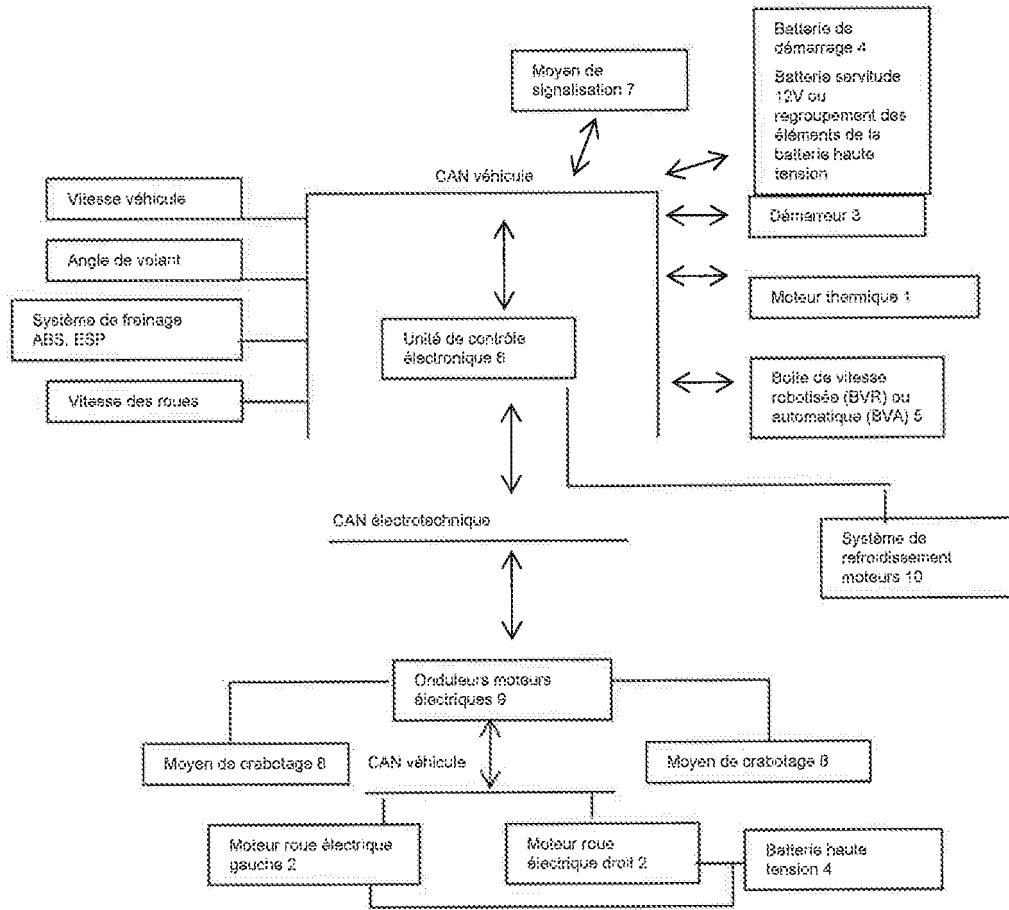 Batterie de
démarrage 4
Batterie servitude
12V ou
regroupement des
éléments de la
batterie haute
tension
Moyen de
signalisation 7
CAN véhicule
Vitesse véhicule
Démarreur 3
Angle de volant
Moteur thermique 1
Système de freinage
ABS, ESP
Unité de contrôle
électronique 6
Vitesse des roues
Boîte de vitesse
robotisée (BVR) ou
automatique (BVA) 5
CAN électrotechnique
Système de
refroidissement
moteurs 10
Onduleurs moteurs
électriques 9
Moyen de crabotage 8
CAN véhicule
Moyen de crabotage 8
Moteur roue électrique
gauche 2
Moteur roue
électrique droit 2
Batterie haute
tension 4